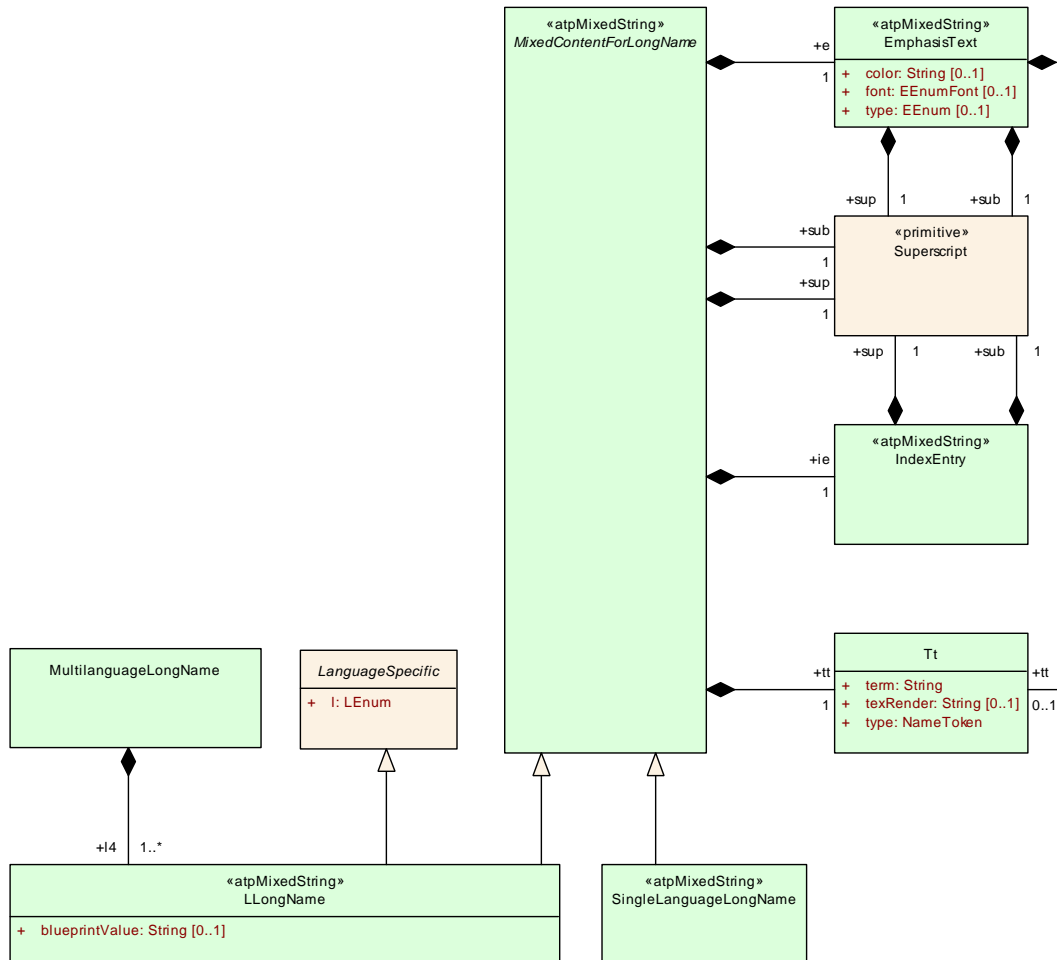 «atpMixedString»
MixedContentForLongName
+e
1
«atpMixedString»
EmphasisText
+ color: String [0..1]
+ font: EEnumFont [0..1]
+ type: EEnum [0..1]
+sup 1
+sub 1
+sub
1
+sup
1
«primitive»
Superscript
+sup 1
+sub 1
+ie
1
«atpMixedString»
IndexEntry
+tt
1
Tt
+ term: String
+ texRender: String [0..1]
+ type: NameToken
+tt
0..1
MultilanguageLongName
LanguageSpecific
+ l: LEnum
+l4 1..*
«atpMixedString»
LLongName
+ blueprintValue: String [0..1]
«atpMixedString»
SingleLanguageLongName